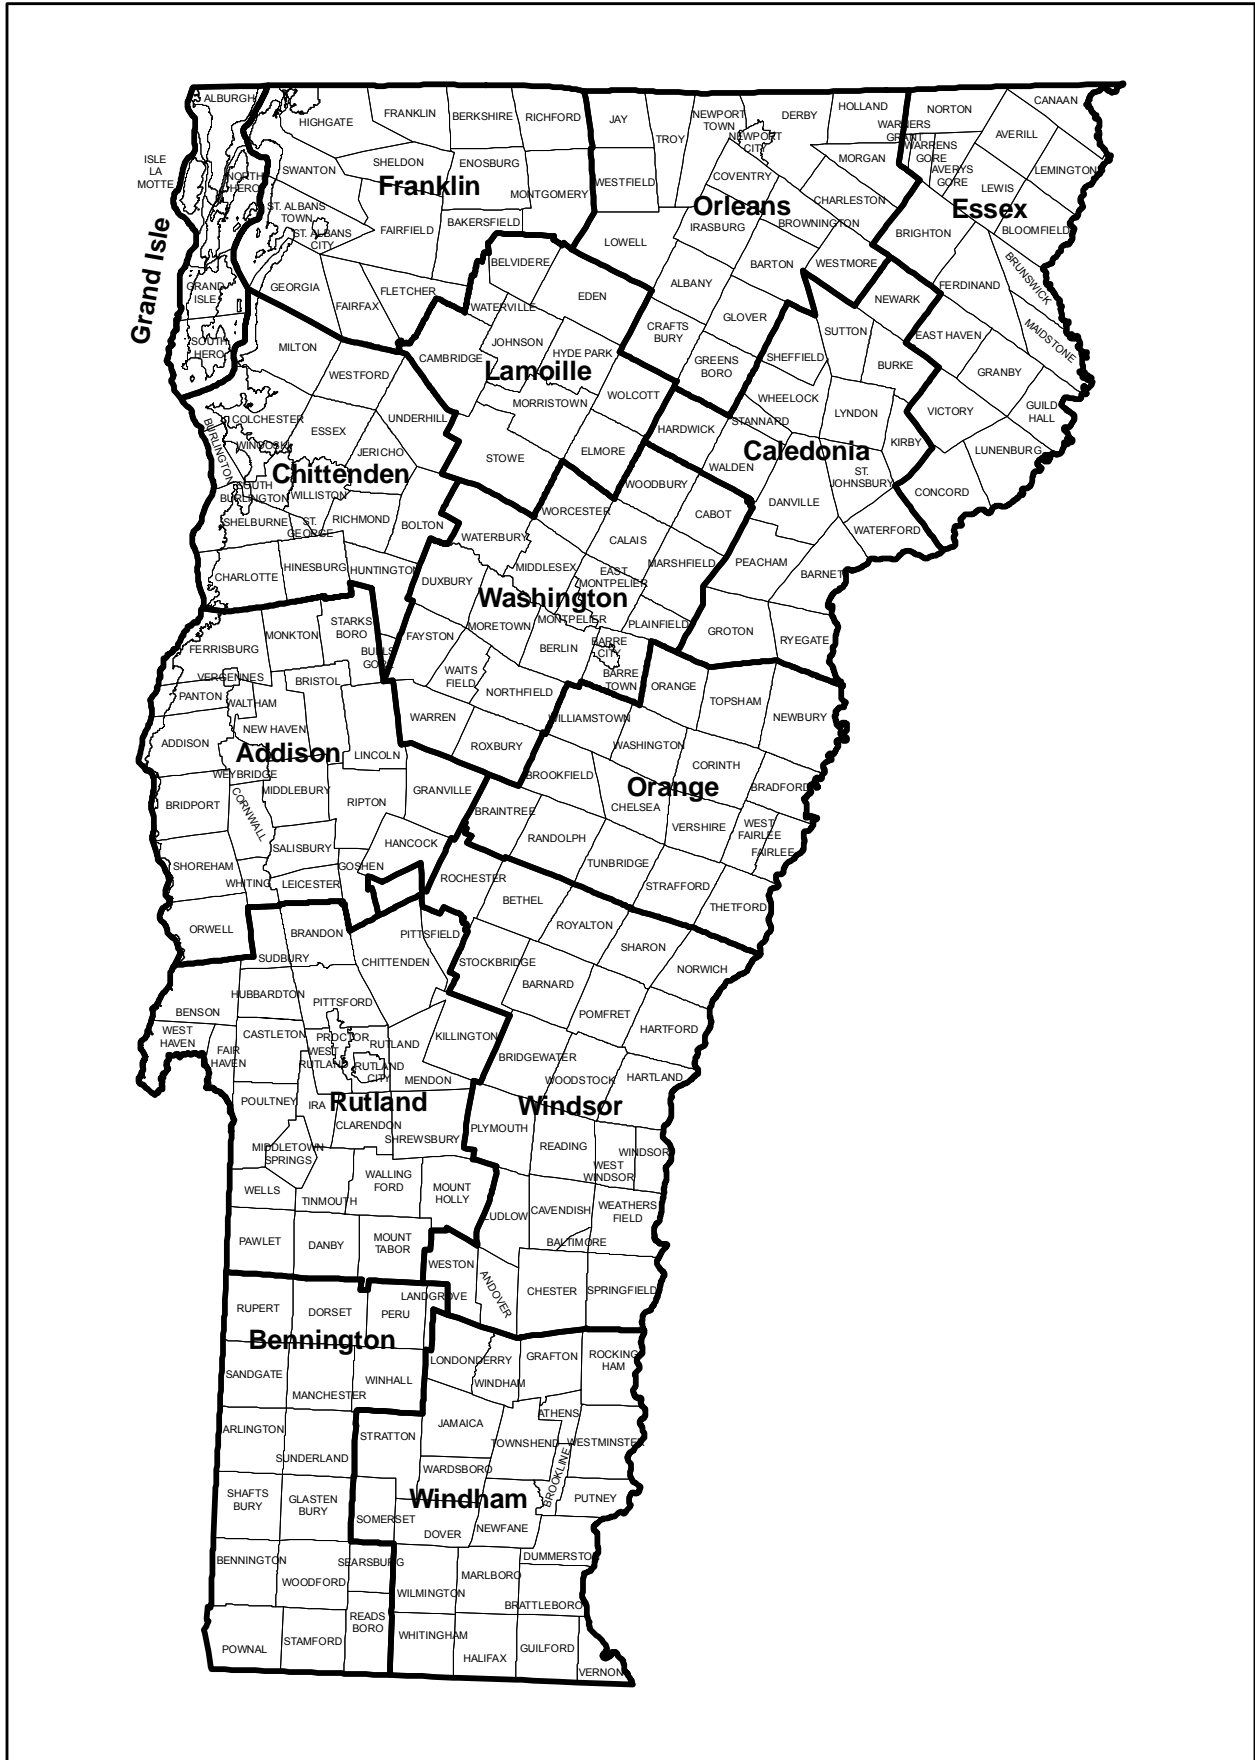 ALBURGH
ISLE
LA
MOTTE
NORTH
HERO
GRAND
ISLE
SOUTH
HERO
Grand Isle
HIGHGATE
FRANKLIN
BERKSHIRE
RICHFORD
SWANTON
SHELDON
ENOSBURG
MONTGOMERY
Franklin
ST. ALBANS
TOWN
ST. ALBANS
CITY
FAIRFIELD
BAKERSFIELD
GEORGIA
FAIRFAX
FLETCHER
JAY
TROY
NEWPORT
TOWN
NEWPORT
CITY
DERBY
HOLLAND
MORGAN
WESTFIELD
COVENTRY
CHARLESTON
Orleans
IRASBURG
BROWNINGTON
LOWELL
BARTON
WESTMORE
ALBANY
GLOVER
CRAFTS
BURY
GREENS
BORO
NORTON
CANAAN
WARNERS
GRANT
WARRENS
GORE
AVERYS
GORE
AVERILL
LEMINGTON
LEWIS
Essex
BLOOMFIELD
BRIGHTON
BRUNSWICK
FERDINAND
MAIDSTONE
EAST HAVEN
GRANBY
GUILD
HALL
VICTORY
LUNENBURG
CONCORD
BELVIDERE
EDEN
WATERVILLE
JOHNSON
HYDE PARK
CAMBRIDGE
Lamoille
WOLCOTT
MORRISTOWN
STOWE
ELMORE
NEWARK
SUTTON
SHEFFIELD
BURKE
WHEELOCK
LYNDON
STANNARD
HARDWICK
KIRBY
Caledonia
WALDEN
ST.
JOHNSBURY
DANVILLE
WATERFORD
PEACHAM
BARNET
GROTON
RYEGATE
MILTON
WESTFORD
UNDERHILL
COLCHESTER
BURLINGTON
WINOOSKI
ESSEX
JERICHO
Chittenden
SOUTH
BURLINGTON
WILLISTON
SHELBURNE
ST.
GEORGE
RICHMOND
BOLTON
CHARLOTTE
HINESBURG
HUNTINGTON
BUELS
GORE
WOODBURY
WORCESTER
CABOT
WATERBURY
CALAIS
MIDDLESEX
EAST
MONTPELIER
MARSHFIELD
DUXBURY
Washington
MORETOWN
MONTPELIER
PLAINFIELD
FAYSTON
BERLIN
BARRE
CITY
BARRE
TOWN
WAITS
FIELD
NORTHFIELD
WARREN
ROXBURY
FERRISBURG
MONKTON
STARKS
BORO
VERGENNES
BRISTOL
PANTON
WALTHAM
ADDISON
NEW HAVEN
Addison
LINCOLN
WEYBRIDGE
BRIDPORT
CORNWALL
MIDDLEBURY
RIPTON
GRANVILLE
SALISBURY
HANCOCK
SHOREHAM
GOSHEN
WHITING
LEICESTER
ORWELL
ORANGE
TOPSHAM
NEWBURY
WILLIAMSTOWN
WASHINGTON
CORINTH
BROOKFIELD
Orange
BRADFORD
CHELSEA
BRAINTREE
VERSHIRE
WEST
FAIRLEE
RANDOLPH
FAIRLEE
TUNBRIDGE
STRAFFORD
THETFORD
BRANDON
PITTSFIELD
SUDBURY
CHITTENDEN
HUBBARDTON
PITTSFORD
BENSON
WEST
HAVEN
CASTLETON
PROCTOR
RUTLAND
KILLINGTON
FAIR
HAVEN
WEST
RUTLAND
RUTLAND
CITY
MENDON
POULTNEY
IRA
Rutland
CLARENDON
SHREWSBURY
MIDDLETOWN
SPRINGS
WELLS
TINMOUTH
WALLING
FORD
MOUNT
HOLLY
PAWLET
DANBY
MOUNT
TABOR
ROCHESTER
BETHEL
ROYALTON
SHARON
STOCKBRIDGE
BARNARD
NORWICH
POMFRET
HARTFORD
BRIDGEWATER
WOODSTOCK
HARTLAND
Windsor
PLYMOUTH
READING
WINDSOR
WEST
WINDSOR
LUDLOW
CAVENDISH
WEATHERS
FIELD
BALTIMORE
WESTON
ANDOVER
CHESTER
SPRINGFIELD
LANDGROVE
RUPERT
DORSET
PERU
Bennington
SANDGATE
MANCHESTER
WINHALL
ARLINGTON
SUNDERLAND
SHAFTS
BURY
GLASTEN
BURY
BENNINGTON
WOODFORD
SEARSBURG
READS
BORO
POWNAL
STAMFORD
LONDONDERRY
WINDHAM
GRAFTON
ROCKING
HAM
STRATTON
JAMAICA
ATHENS
TOWNSHEND
WESTMINSTER
WARDSBORO
BROOKLINE
Windham
PUTNEY
SOMERSET
DOVER
NEWFANE
DUMMERSTO
MARLBORO
WILMINGTON
BRATTLEBORO
WHITINGHAM
HALIFAX
GUILFORD
VERNON